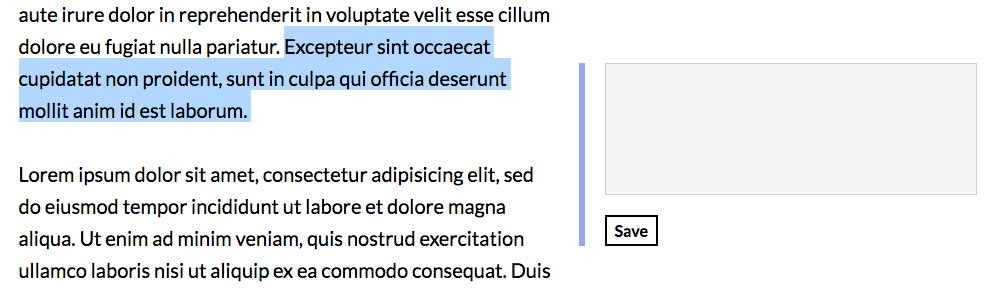 aute irure dolor in reprehenderit in voluptate velit esse cillum
dolore eu fugiat nulla pariatur. Excepteur sint occaecat
cupidatat non proident, sunt in culpa qui officia deserunt
mollit anim id est laborum.
Lorem ipsum dolor sit amet, consectetur adipisicing elit, sed
do eiusmod tempor incididunt ut labore et dolore magna
aliqua. Ut enim ad minim veniam, quis nostrud exercitation
ullamco laboris nisi ut aliquip ex ea commodo consequat. Duis
Save